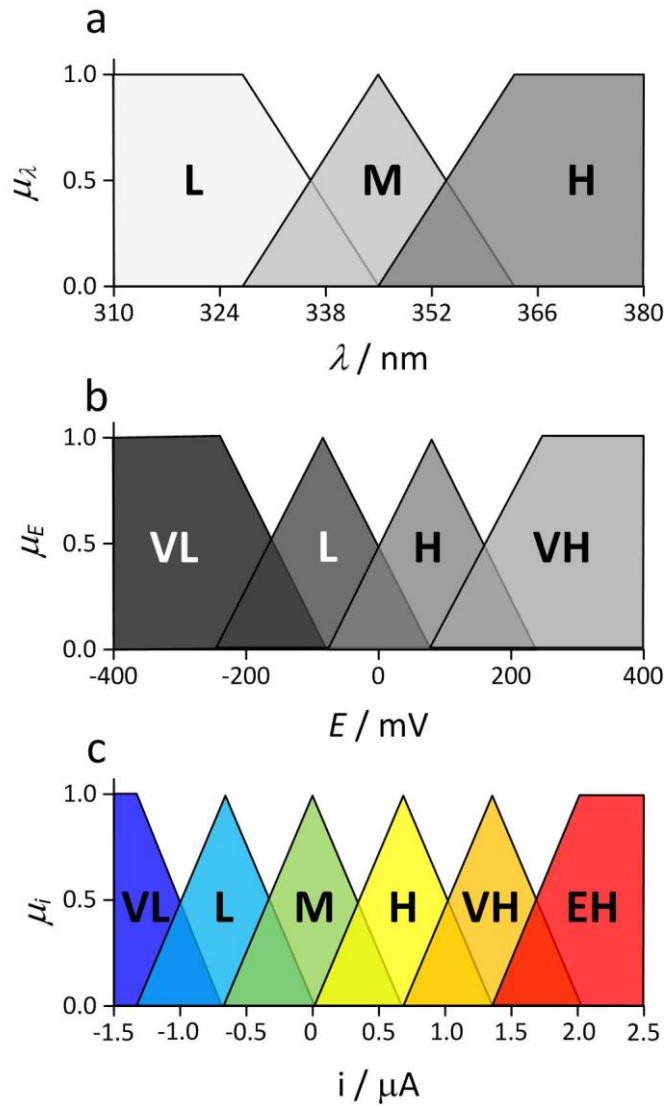 a
1.0
0.5
0.0
μλ
L M H
310 324 338 352 366 380
λ / nm
b
1.0
0.5
0.0
μE
VL L H VH
-400 -200 0 200 400
E / mV
c
1.0
0.5
0.0
μi
VL L M H VH EH
-1.5 -1.0 -0.5 0 0.5 1.0 1.5 2.0 2.5
i / μA